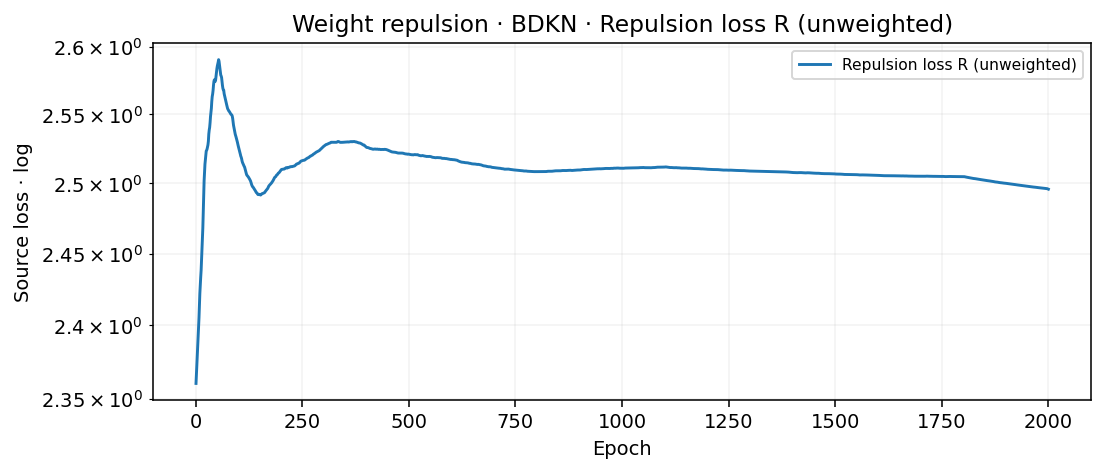 Weight repulsion · BDKN · Repulsion loss R (unweighted)
Repulsion loss R (unweighted)
Source loss · log
2.6 × 10⁰
2.55 × 10⁰
2.5 × 10⁰
2.45 × 10⁰
2.4 × 10⁰
2.35 × 10⁰
0 250 500 750 1000 1250 1500 1750 2000
Epoch